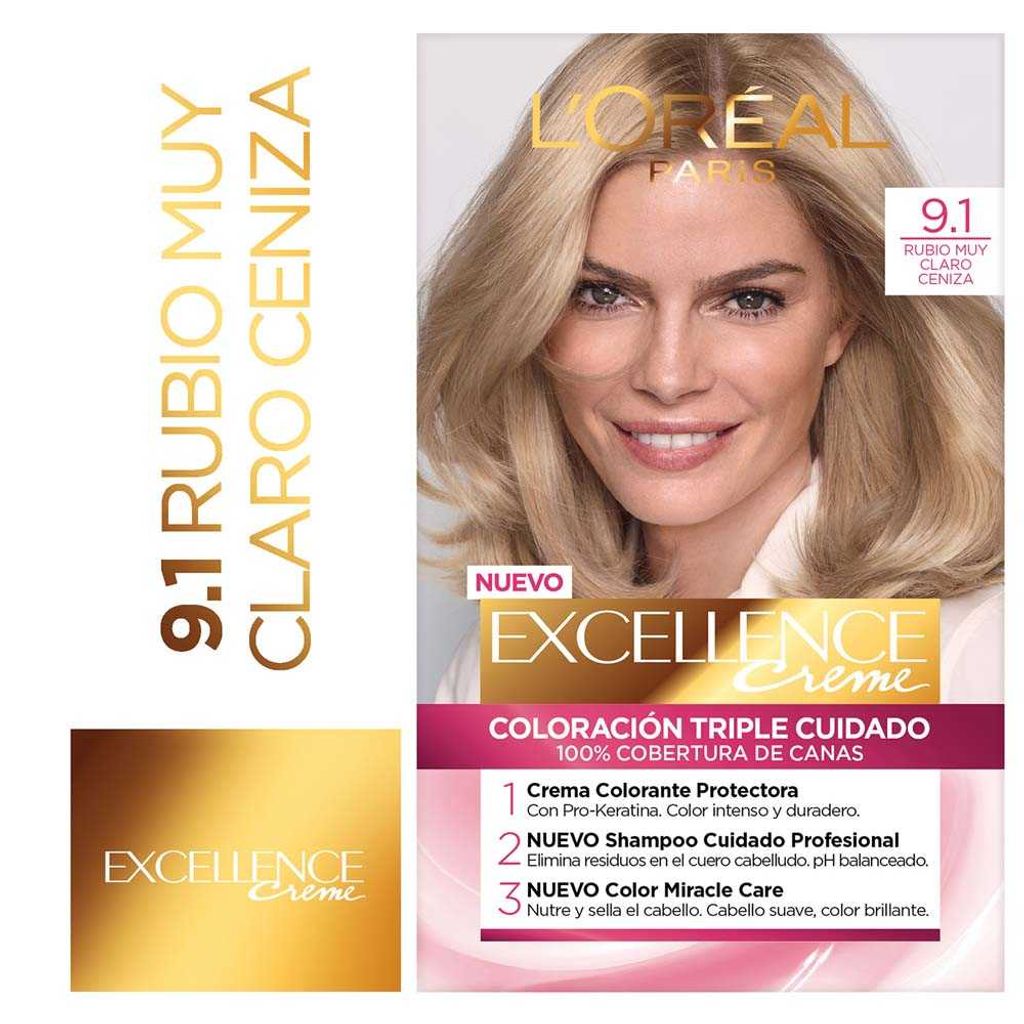 9.1 RUBIO MUY
CLARO CENIZA
EXCELLENCE
Creme
L'ORÉAL
PARIS
9.1
RUBIO MUY
CLARO
CENIZA
NUEVO
EXCELLENCE
Creme
COLORACIÓN TRIPLE CUIDADO
100% COBERTURA DE CANAS
1 Crema Colorante Protectora
Con Pro-Keratina. Color intenso y duradero.
2 NUEVO Shampoo Cuidado Profesional
Elimina residuos en el cuero cabelludo. pH balanceado.
3 NUEVO Color Miracle Care
Nutre y sella el cabello. Cabello suave, color brillante.